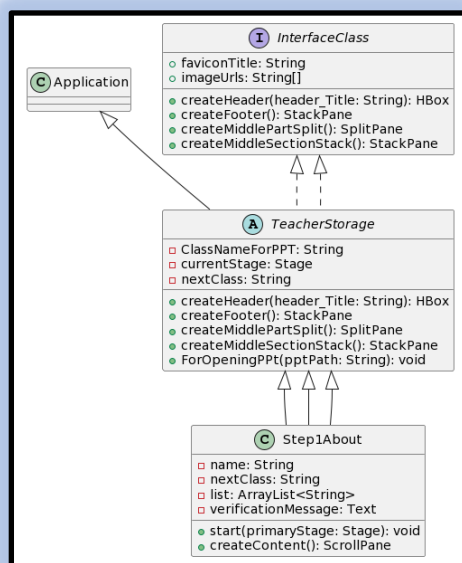 I InterfaceClass
faviconTitle: String
imageUrls: String[]
createHeader(header_Title: String): HBox
createFooter(): StackPane
createMiddlePartSplit(): SplitPane
createMiddleSectionStack(): StackPane
C Application
A TeacherStorage
ClassNameForPPT: String
currentStage: Stage
nextClass: String
createHeader(header_Title: String): HBox
createFooter(): StackPane
createMiddlePartSplit(): SplitPane
createMiddleSectionStack(): StackPane
ForOpeningPPt(pptPath: String): void
C Step1About
name: String
nextClass: String
list: ArrayList<String>
verificationMessage: Text
start(primaryStage: Stage): void
createContent(): ScrollPane